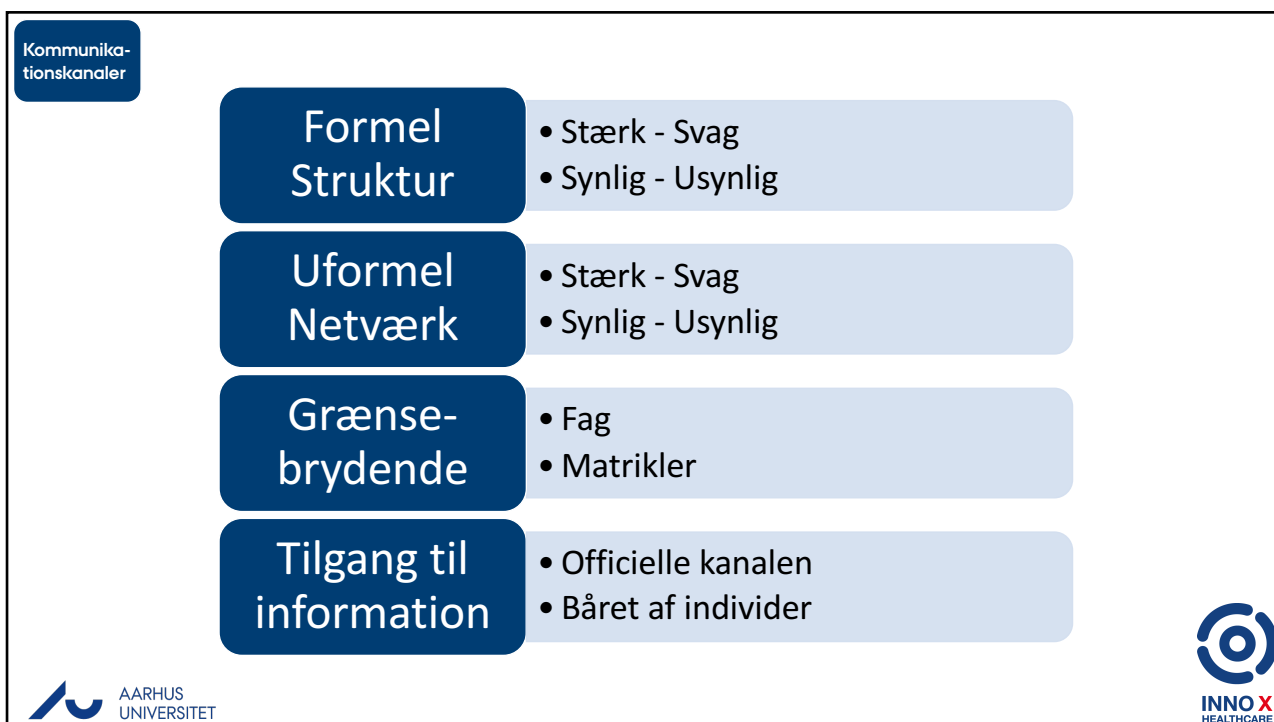 Kommunika-
tionskanaler
Formel
Struktur
• Stærk - Svag
• Synlig - Usynlig
Uformel
Netværk
• Stærk - Svag
• Synlig - Usynlig
Grænse-
brydende
• Fag
• Matrikler
Tilgang til
information
• Officielle kanalen
• Båret af individer
AARHUS
UNIVERSITET
INNO X
HEALTHCARE